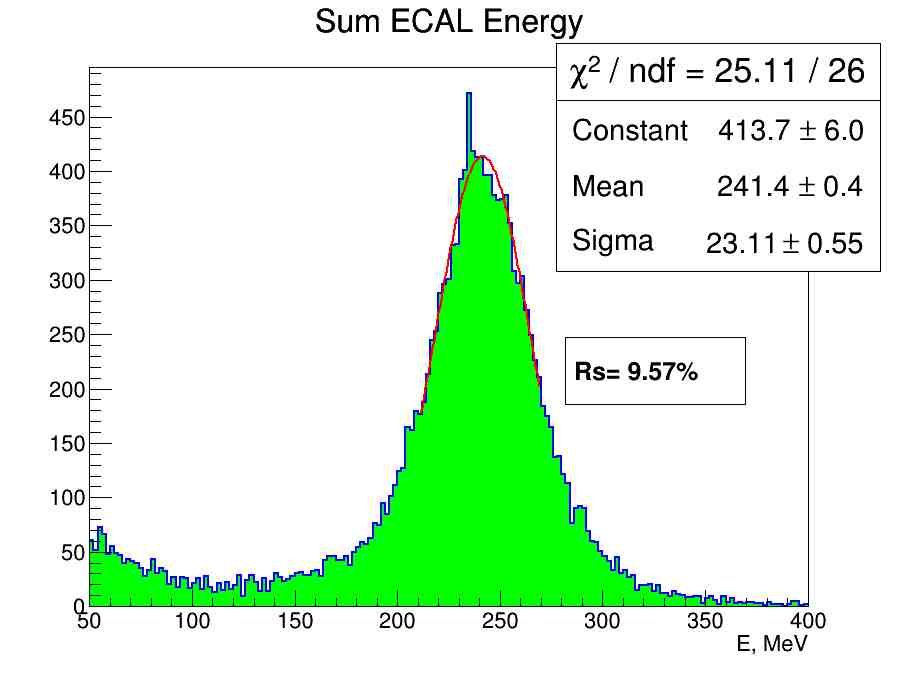 Sum ECAL Energy
χ² / ndf = 25.11 / 26
Constant 413.7 ± 6.0
Mean 241.4 ± 0.4
Sigma 23.11 ± 0.55
Rs= 9.57%
450
400
350
300
250
200
150
100
50
0
50 100 150 200 250 300 350 400
E, MeV